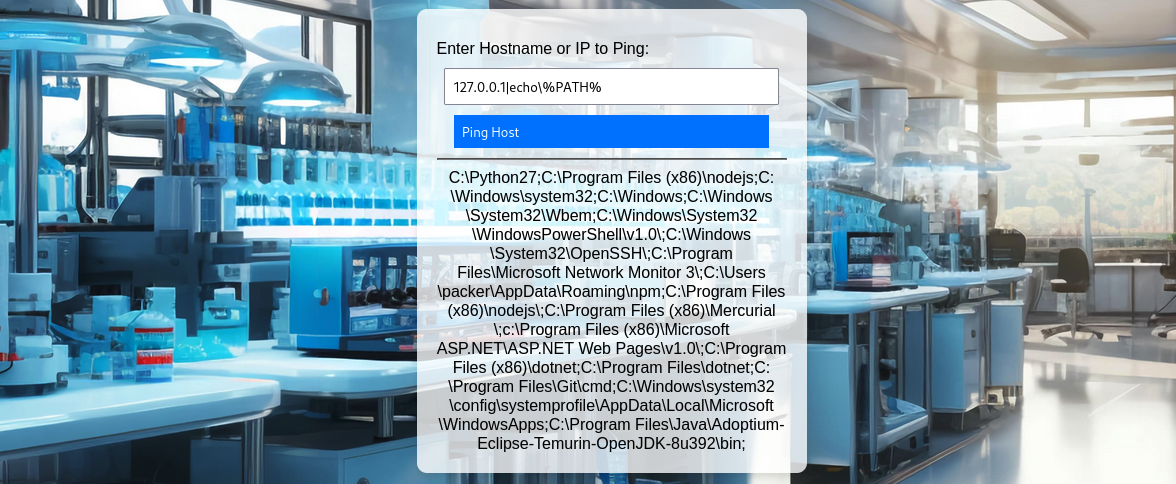 Enter Hostname or IP to Ping:
127.0.0.1|echo\%PATH%
Ping Host
C:\Python27;C:\Program Files (x86)\nodejs;C:
\Windows\system32;C:\Windows;C:\Windows
\System32\Wbem;C:\Windows\System32
\WindowsPowerShell\v1.0\;C:\Windows
\System32\OpenSSH\;C:\Program
Files\Microsoft Network Monitor 3\;C:\Users
\packer\AppData\Roaming\npm;C:\Program Files
(x86)\nodejs\;C:\Program Files (x86)\Mercurial
\;c:\Program Files (x86)\Microsoft
ASP.NET\ASP.NET Web Pages\v1.0\;C:\Program
Files (x86)\dotnet;C:\Program Files\dotnet;C:
\Program Files\Git\cmd;C:\Windows\system32
\config\systemprofile\AppData\Local\Microsoft
\WindowsApps;C:\Program Files\Java\Adoptium-
Eclipse-Temurin-OpenJDK-8u392\bin;